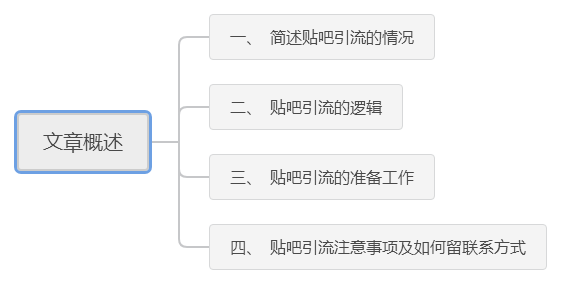 文章概述
一、 简述贴吧引流的情况
二、 贴吧引流的逻辑
三、 贴吧引流的准备工作
四、 贴吧引流注意事项及如何留联系方式